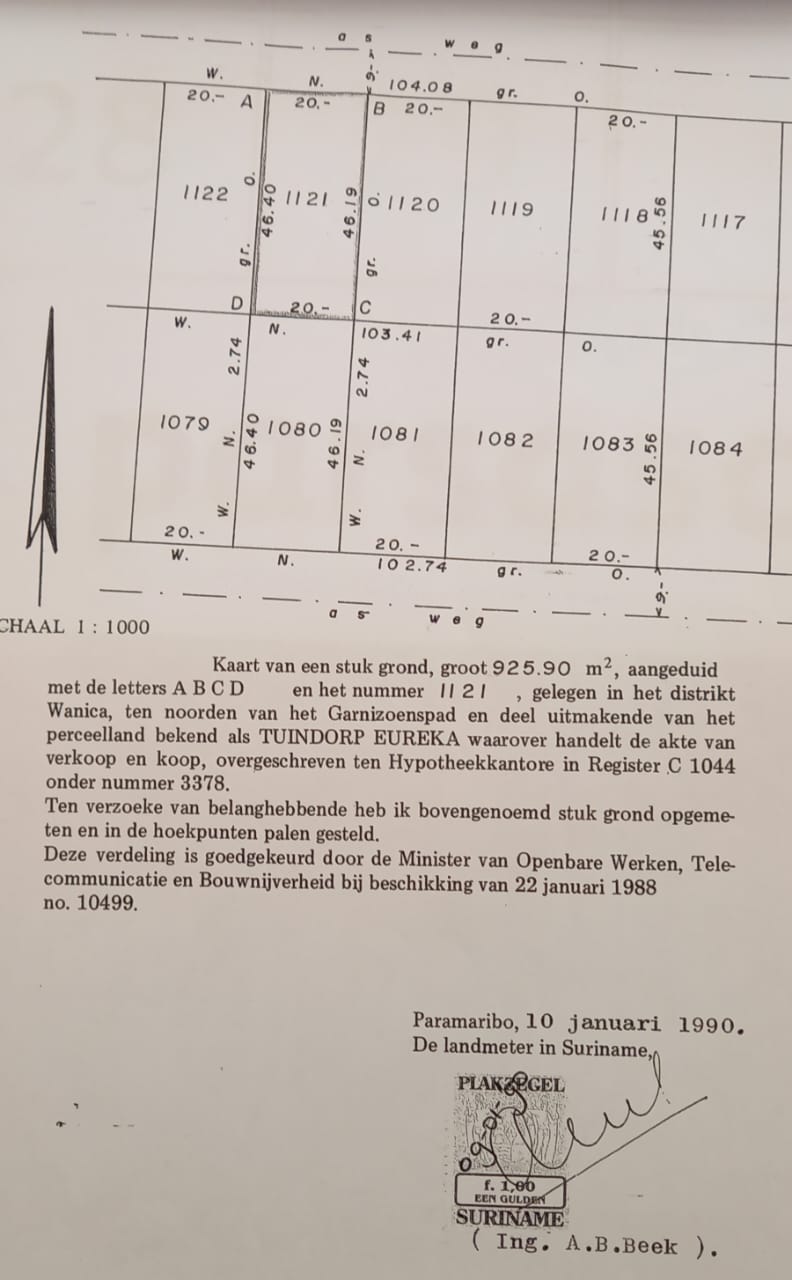 as weg
W. N. 104.08 gr. O.
9.-
20.- A 20.- B 20.- 20.-
1122 gr. O. 46.40 1121 46.19 gr. O. 1120 1119 1118 45.56 1117
D 20.- C 20.-
W. N. 103.41 gr. O.
1079 W. N. 2.74 46.40 1080 46.19 W. N. 2.74 1081 1082 1083 45.56 1084
20.- 20.- 20.-
W. N. 102.74 gr. O.
9.-
as weg
CHAAL 1 : 1000
Kaart van een stuk grond, groot 925.90 m², aangeduid
met de letters A B C D en het nummer 1121 , gelegen in het distrikt
Wanica, ten noorden van het Garnizoenspad en deel uitmakende van het
perceelland bekend als TUINDORP EUREKA waarover handelt de akte van
verkoop en koop, overgeschreven ten Hypotheekkantore in Register C 1044
onder nummer 3378.
Ten verzoeke van belanghebbende heb ik bovengenoemd stuk grond opgeme-
ten en in de hoekpunten palen gesteld.
Deze verdeling is goedgekeurd door de Minister van Openbare Werken, Tele-
communicatie en Bouwnijverheid bij beschikking van 22 januari 1988
no. 10499.
Paramaribo, 10 januari 1990.
De landmeter in Suriname,
PLAKZEGEL
f. 1,00
EEN GULDEN
SURINAME
( Ing. A.B.Beek ).